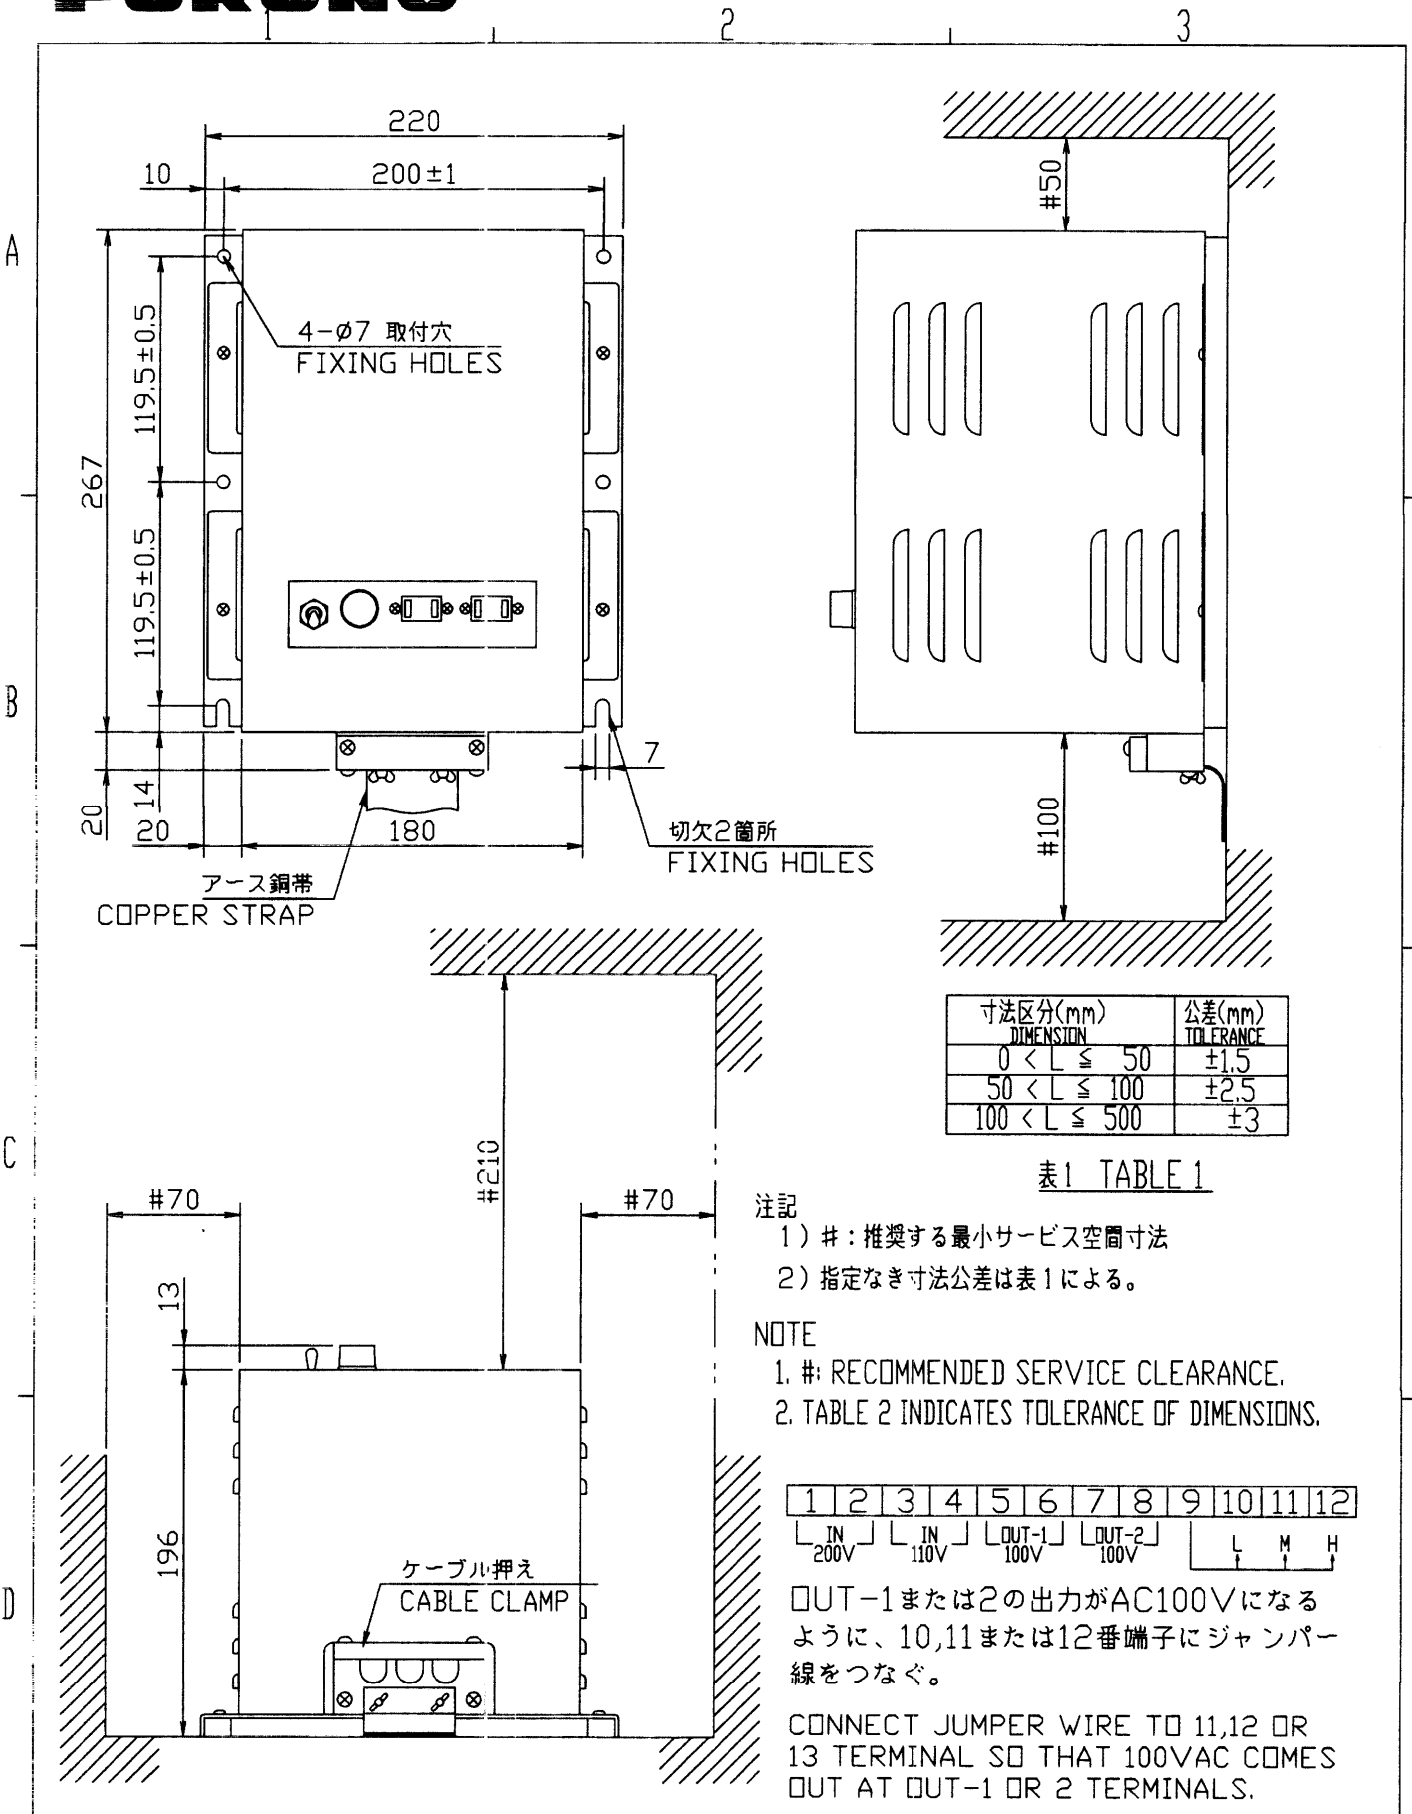 FURUNO
1 2 3
A
B
C
D
220
10
200±1
4-ø7 取付穴
FIXING HOLES
119.5±0.5
267
119.5±0.5
14
20
20
180
7
切欠2箇所
FIXING HOLES
アース銅帯
COPPER STRAP
#50
#100
寸法区分(mm) 公差(mm)
DIMENSION TOLERANCE
0 < L ≦ 50 ±1.5
50 < L ≦ 100 ±2.5
100 < L ≦ 500 ±3
表1 TABLE 1
#210
#70
#70
13
196
ケーブル押え
CABLE CLAMP
注記
1) #:推奨する最小サービス空間寸法
2) 指定なき寸法公差は表1による。
NOTE
1. #: RECOMMENDED SERVICE CLEARANCE.
2. TABLE 2 INDICATES TOLERANCE OF DIMENSIONS.
1 2 3 4 5 6 7 8 9 10 11 12
IN IN OUT-1 OUT-2 L M H
200V 110V 100V 100V
OUT-1または2の出力がAC100Vになる
ように、10,11または12番端子にジャンパー
線をつなぐ。
CONNECT JUMPER WIRE TO 11,12 OR
13 TERMINAL SO THAT 100VAC COMES
OUT AT OUT-1 OR 2 TERMINALS.